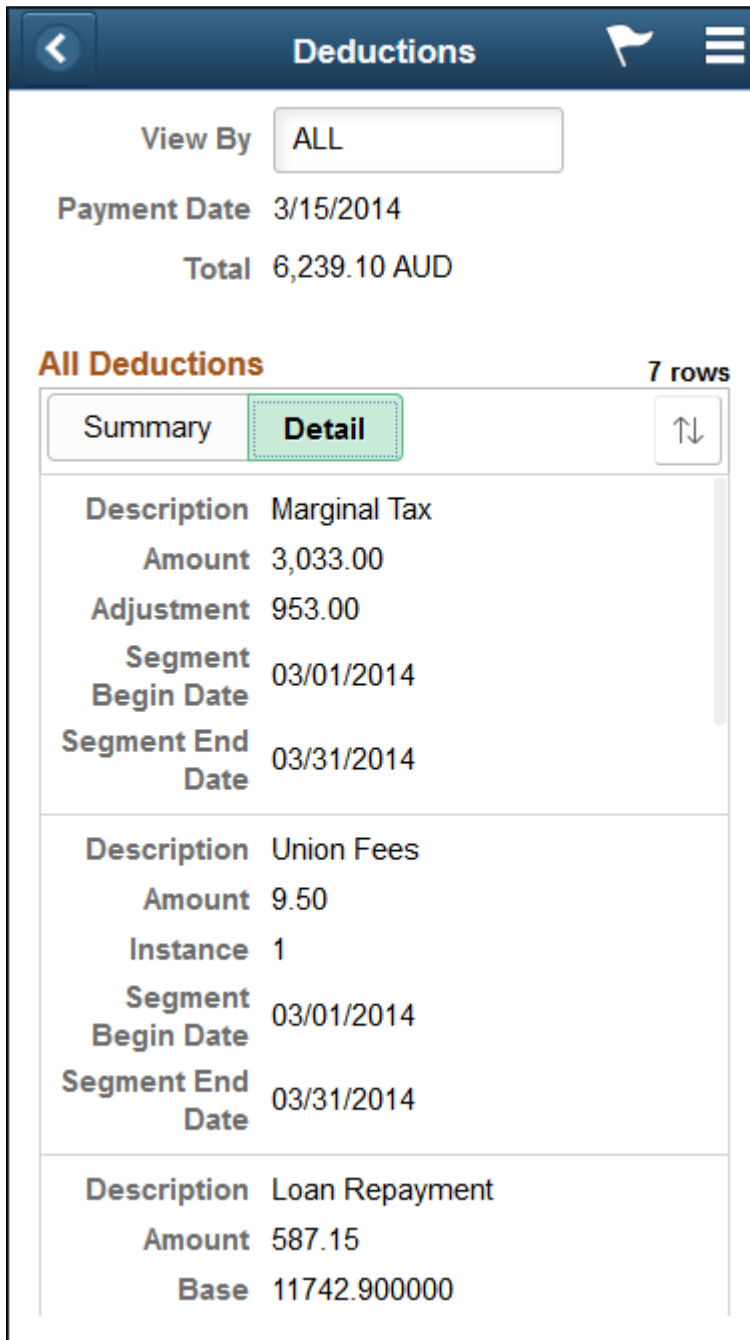 Deductions
View By ALL
Payment Date 3/15/2014
Total 6,239.10 AUD
All Deductions 7 rows
Summary Detail
Description Marginal Tax
Amount 3,033.00
Adjustment 953.00
Segment
Begin Date 03/01/2014
Segment End
Date 03/31/2014
Description Union Fees
Amount 9.50
Instance 1
Segment
Begin Date 03/01/2014
Segment End
Date 03/31/2014
Description Loan Repayment
Amount 587.15
Base 11742.900000